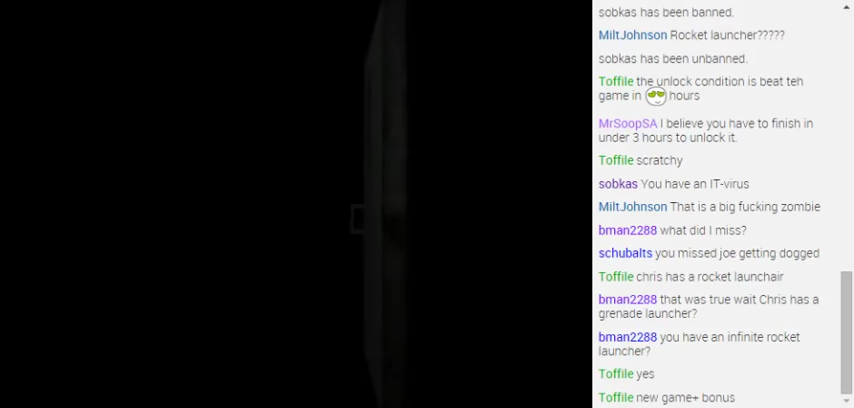 sobkas has been banned.
MiltJohnson Rocket launcher?????
sobkas has been unbanned.
Toffile the unlock condition is beat teh
game in hours
MrSoopSA I believe you have to finish in
under 3 hours to unlock it.
Toffile scratchy
sobkas You have an IT-virus
MiltJohnson That is a big fucking zombie
bman2288 what did I miss?
schubalts you missed joe getting dogged
Toffile chris has a rocket launchair
bman2288 that was true wait Chris has a
grenade launcher?
bman2288 you have an infinite rocket
launcher?
Toffile yes
Toffile new game+ bonus